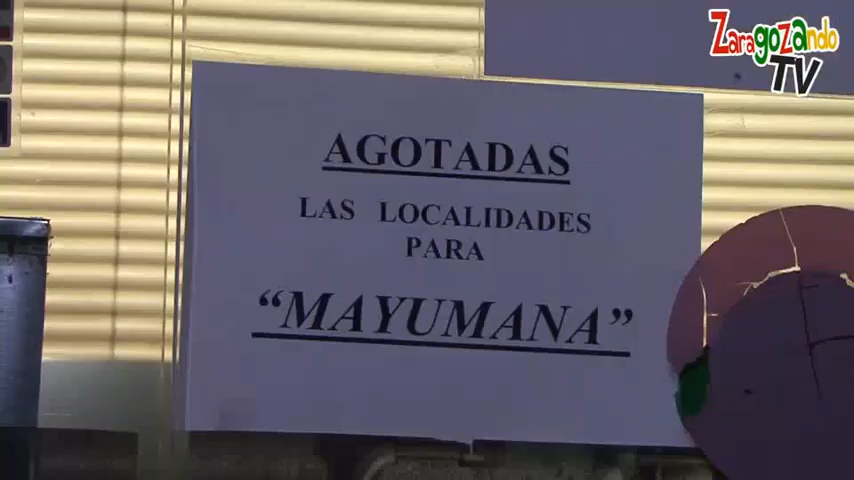 Zaragozando
TV
AGOTADAS
LAS LOCALIDADES
PARA
“MAYUMANA”